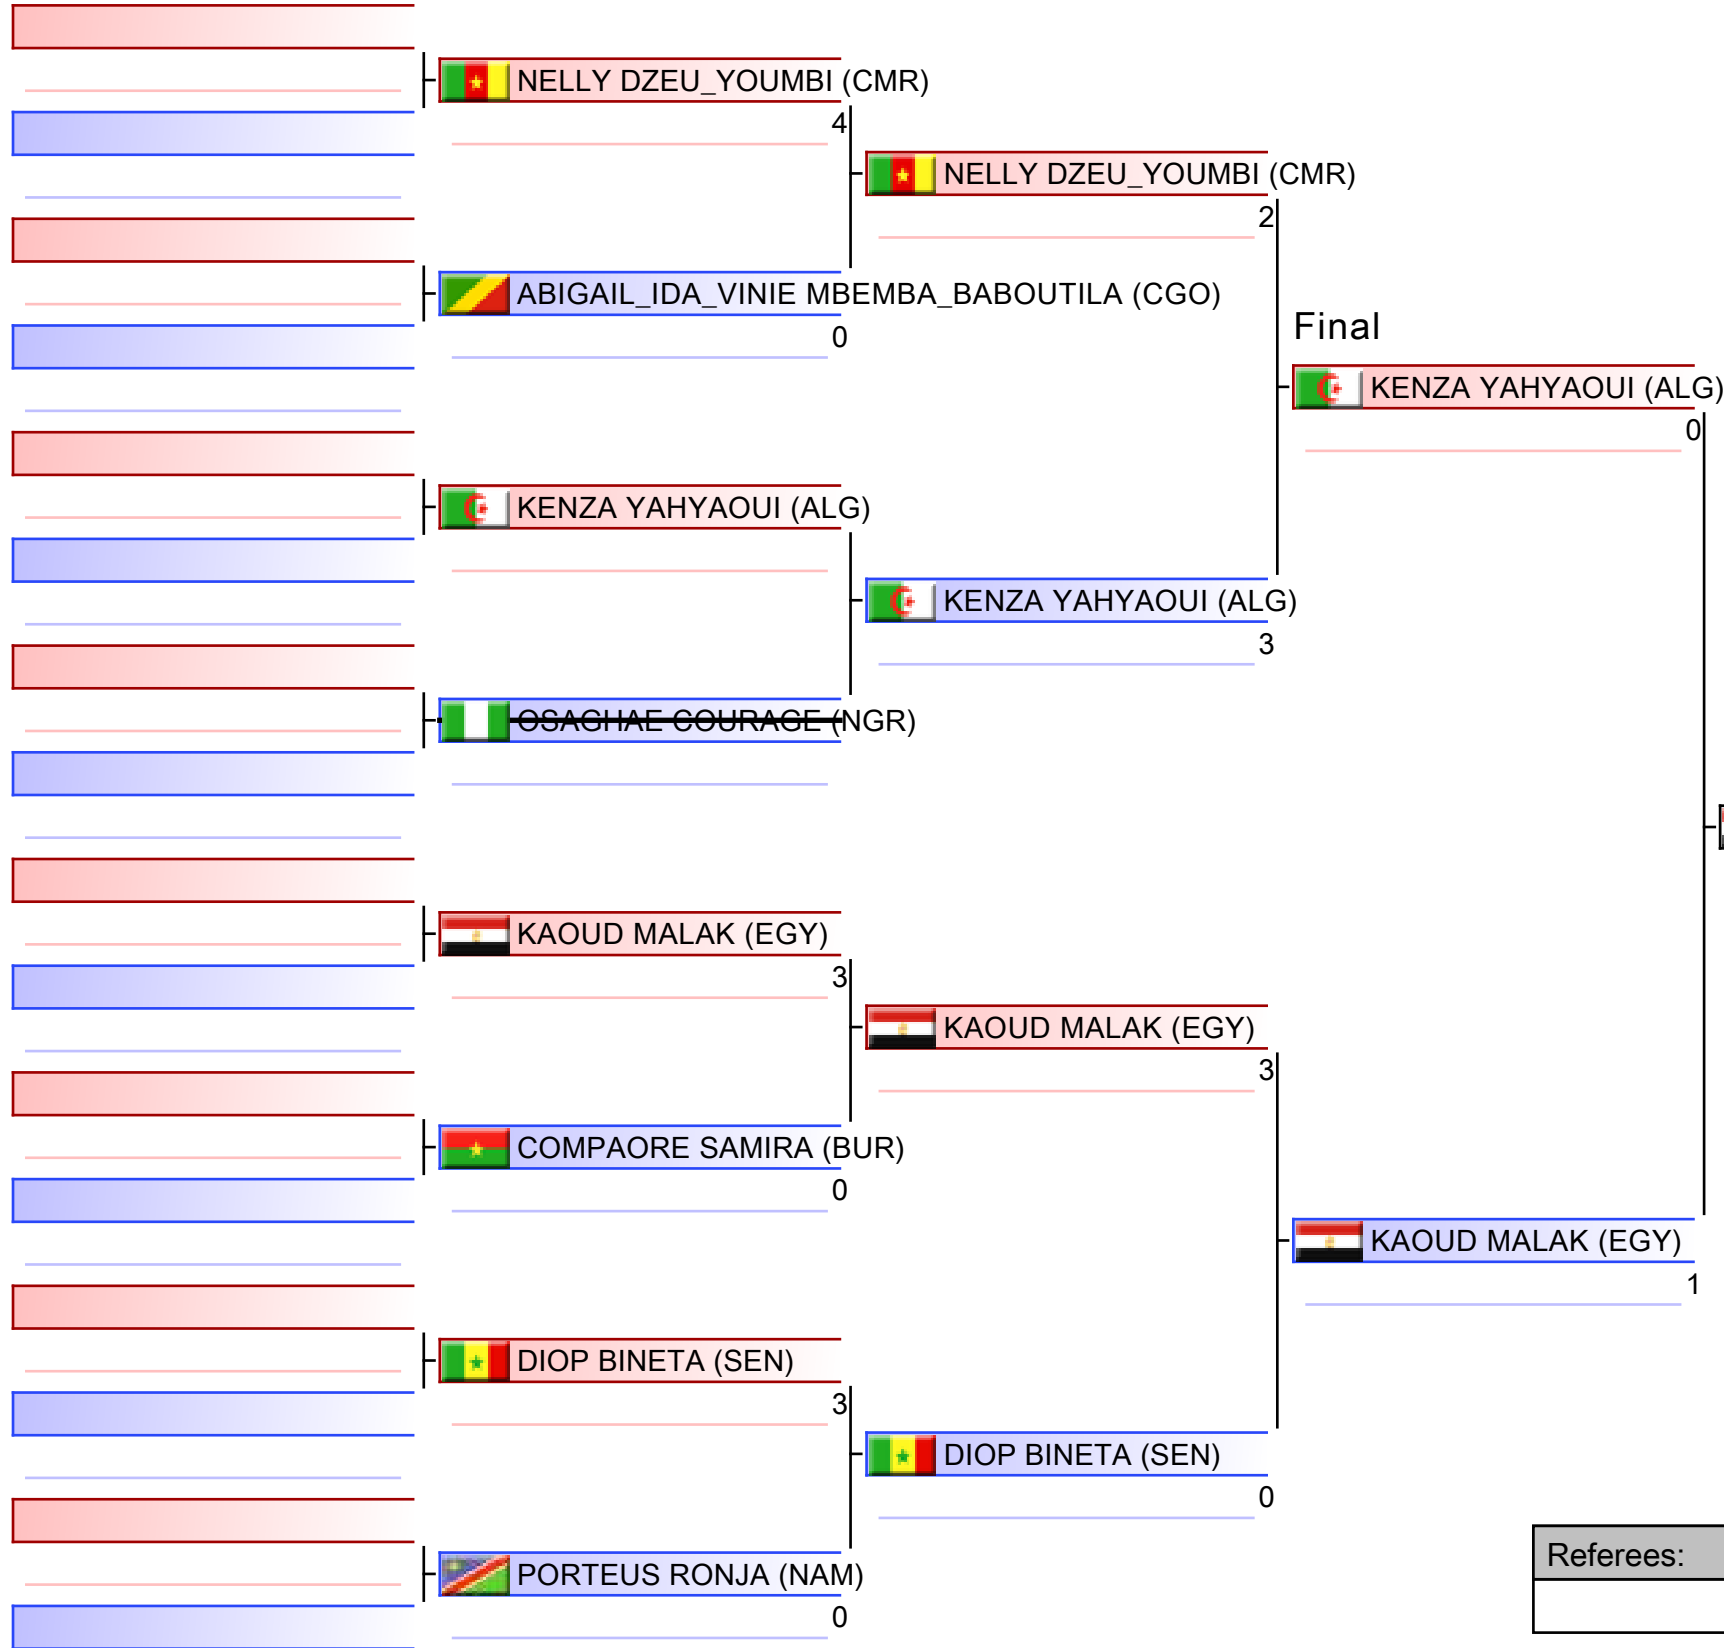 NELLY DZEU_YOUMBI (CMR)
4
NELLY DZEU_YOUMBI (CMR)
2
ABIGAIL_IDA_VINIE MBEMBA_BABOUTILA (CGO)
0
Final
KENZA YAHYAOUI (ALG)
0
KENZA YAHYAOUI (ALG)
KENZA YAHYAOUI (ALG)
3
OSAGHAE COURAGE (NGR)
KAOUD MALAK (EGY)
3
KAOUD MALAK (EGY)
3
COMPAORE SAMIRA (BUR)
0
KAOUD MALAK (EGY)
1
DIOP BINETA (SEN)
3
DIOP BINETA (SEN)
0
PORTEUS RONJA (NAM)
0
Referees: